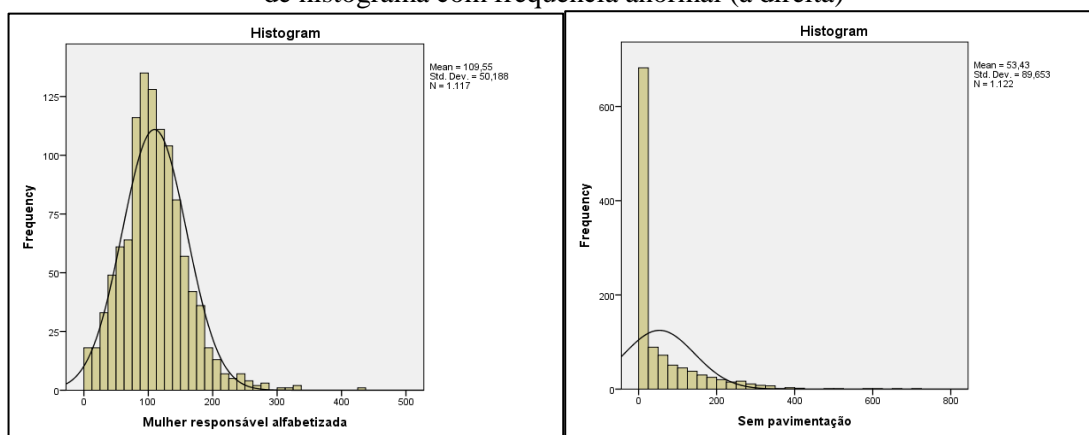 de histograma com frequência anormal (à direita)
Histogram
Mean = 109,55
Std. Dev. = 50,188
N = 1.117
125
100
75
50
25
0
Frequency
0 100 200 300 400 500
Mulher responsável alfabetizada
Histogram
Mean = 53,43
Std. Dev. = 89,653
N = 1.122
600
400
200
0
Frequency
0 200 400 600 800
Sem pavimentação